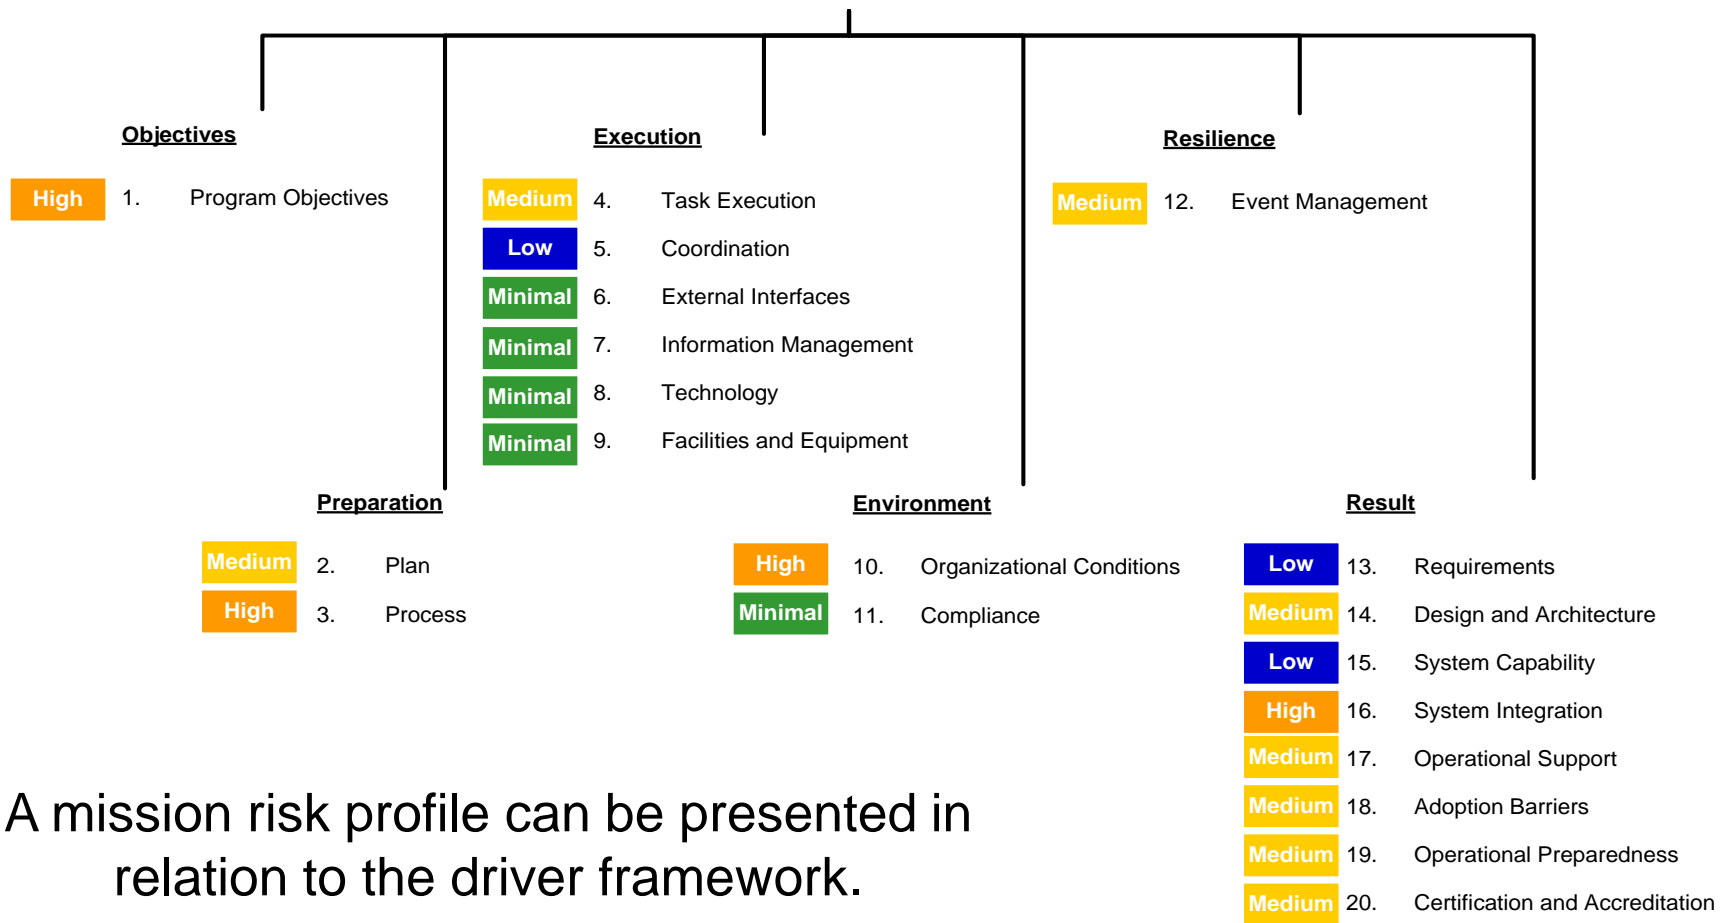 Objectives
High 1. Program Objectives
Execution
Medium 4. Task Execution
Low 5. Coordination
Minimal 6. External Interfaces
Minimal 7. Information Management
Minimal 8. Technology
Minimal 9. Facilities and Equipment
Resilience
Medium 12. Event Management
Preparation
Medium 2. Plan
High 3. Process
Environment
High 10. Organizational Conditions
Minimal 11. Compliance
Result
Low 13. Requirements
Medium 14. Design and Architecture
Low 15. System Capability
High 16. System Integration
Medium 17. Operational Support
Medium 18. Adoption Barriers
Medium 19. Operational Preparedness
Medium 20. Certification and Accreditation
A mission risk profile can be presented in
relation to the driver framework.